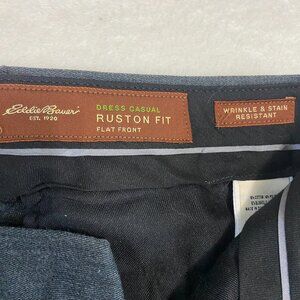 Eddie Bauer
EST. 1920
DRESS CASUAL
RUSTON FIT
FLAT FRONT
WRINKLE & STAIN
RESISTANT